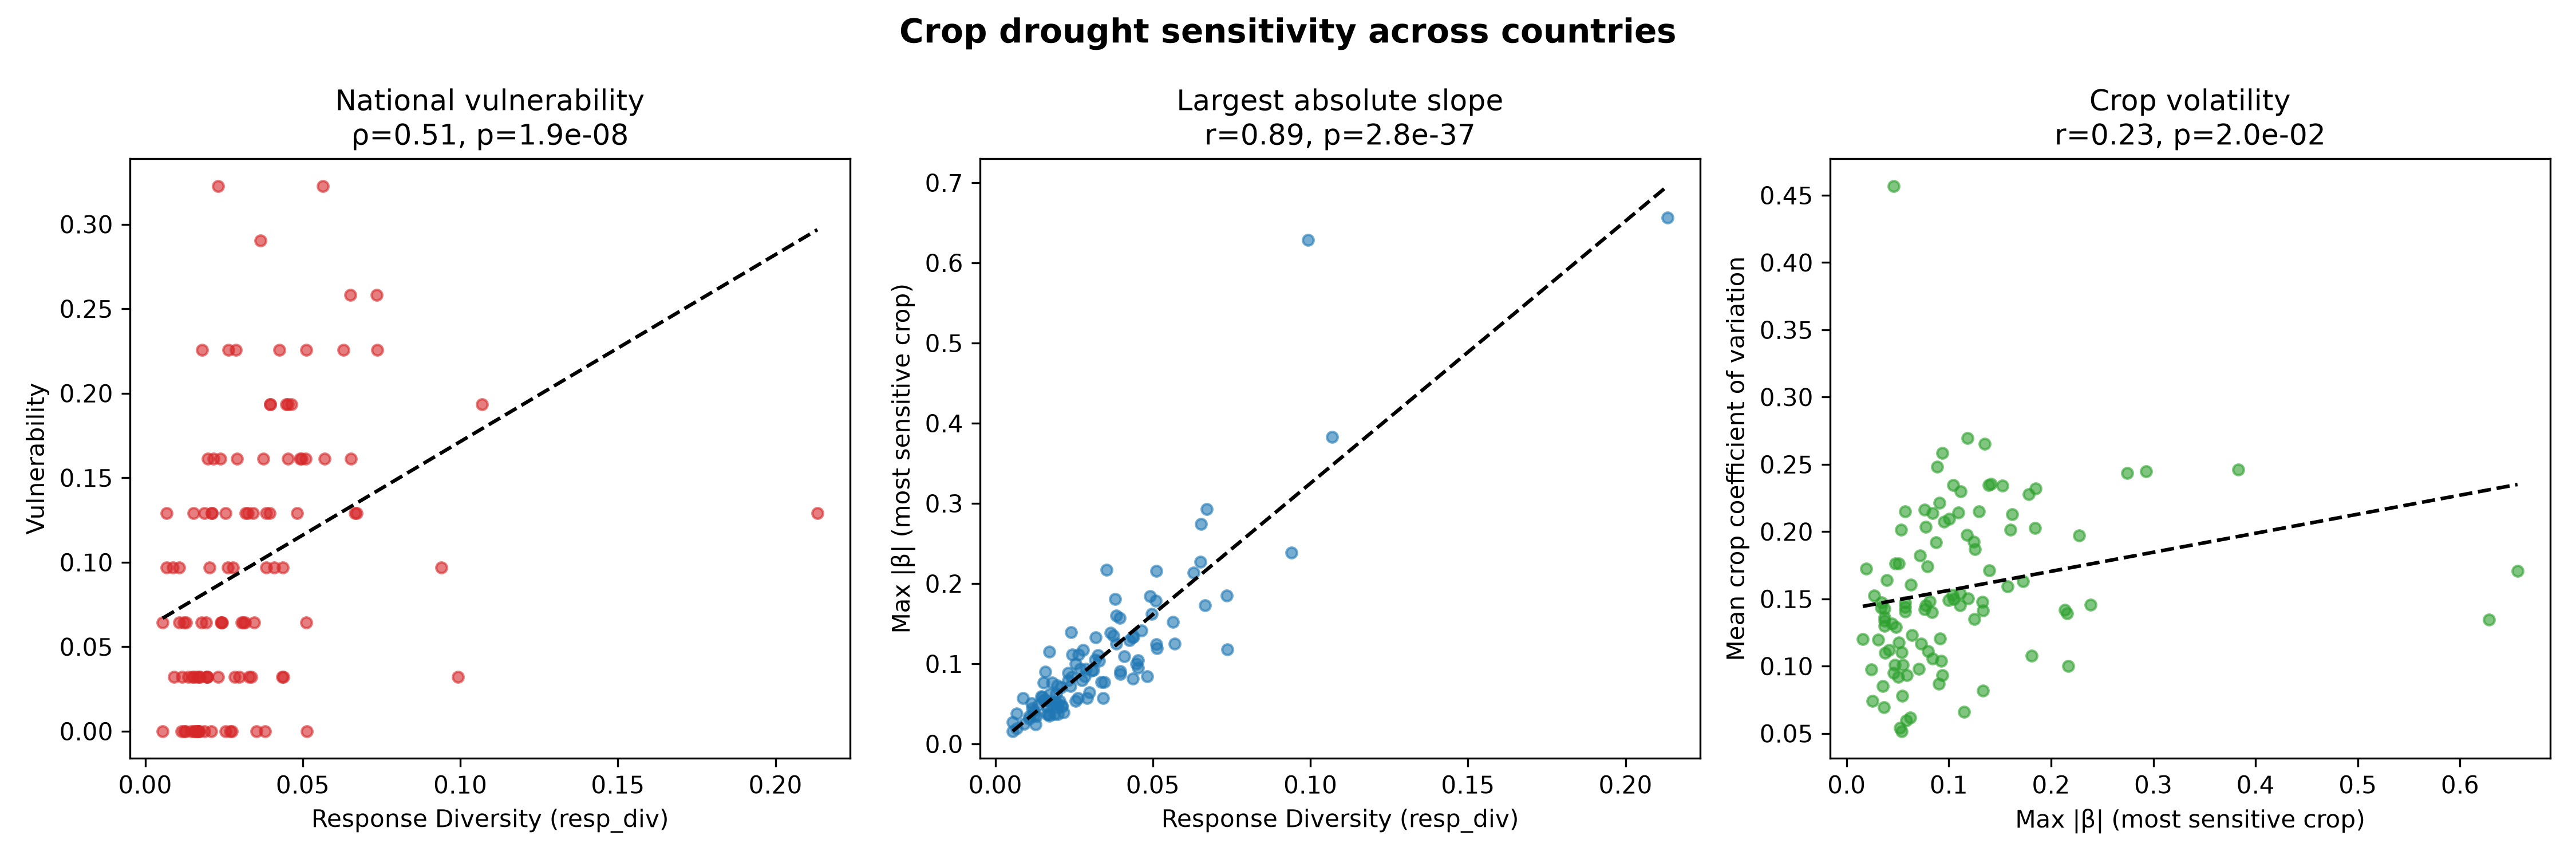 Crop drought sensitivity across countries
National vulnerability
ρ=0.51, p=1.9e-08
Vulnerability
0.30
0.25
0.20
0.15
0.10
0.05
0.00
0.00 0.05 0.10 0.15 0.20
Response Diversity (resp_div)
Largest absolute slope
r=0.89, p=2.8e-37
Max |β| (most sensitive crop)
0.7
0.6
0.5
0.4
0.3
0.2
0.1
0.0
0.00 0.05 0.10 0.15 0.20
Response Diversity (resp_div)
Crop volatility
r=0.23, p=2.0e-02
Mean crop coefficient of variation
0.45
0.40
0.35
0.30
0.25
0.20
0.15
0.10
0.05
0.0 0.1 0.2 0.3 0.4 0.5 0.6
Max |β| (most sensitive crop)